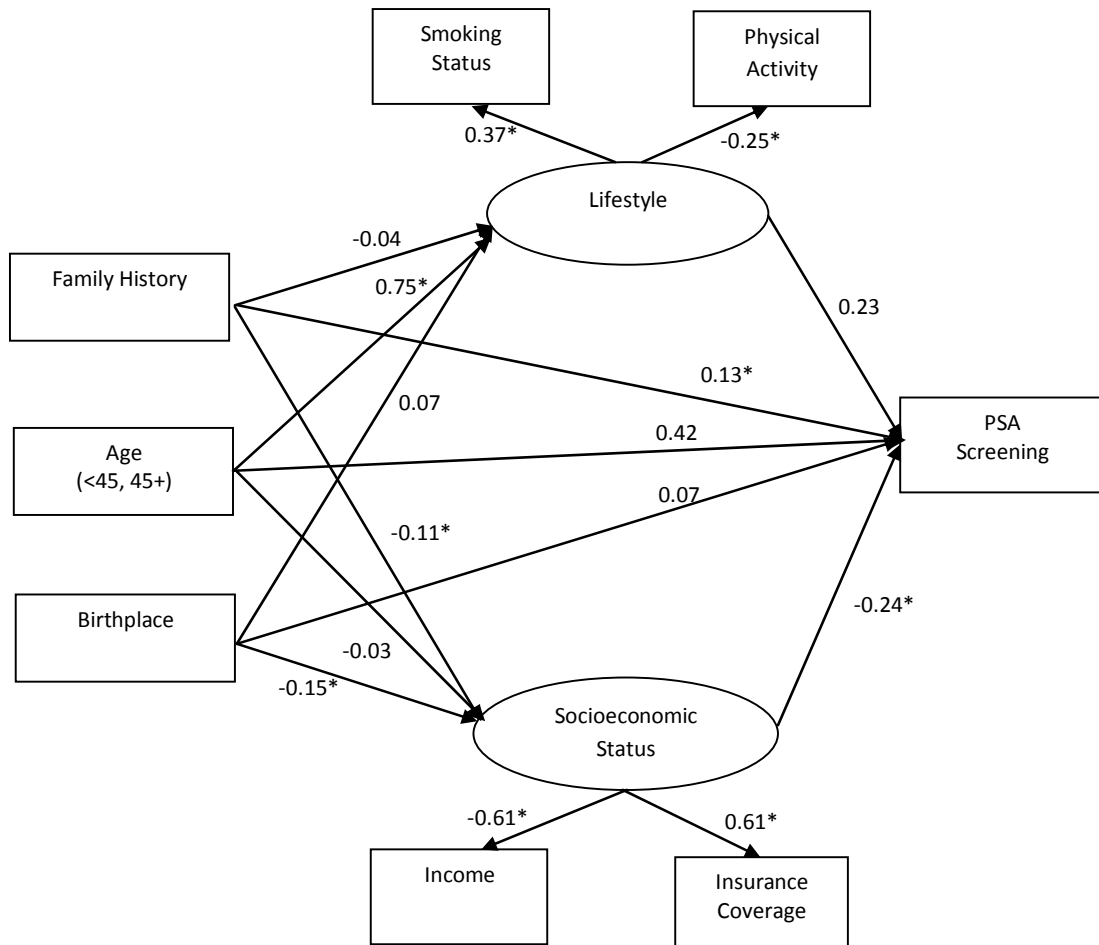 Smoking
Status
Physical
Activity
0.37*
-0.25*
Lifestyle
-0.04
Family History
0.75*
0.23
0.13*
0.07
PSA
Screening
Age
(<45, 45+)
0.42
0.07
-0.11*
Birthplace
-0.24*
-0.03
-0.15*
Socioeconomic
Status
-0.61*
0.61*
Income
Insurance
Coverage